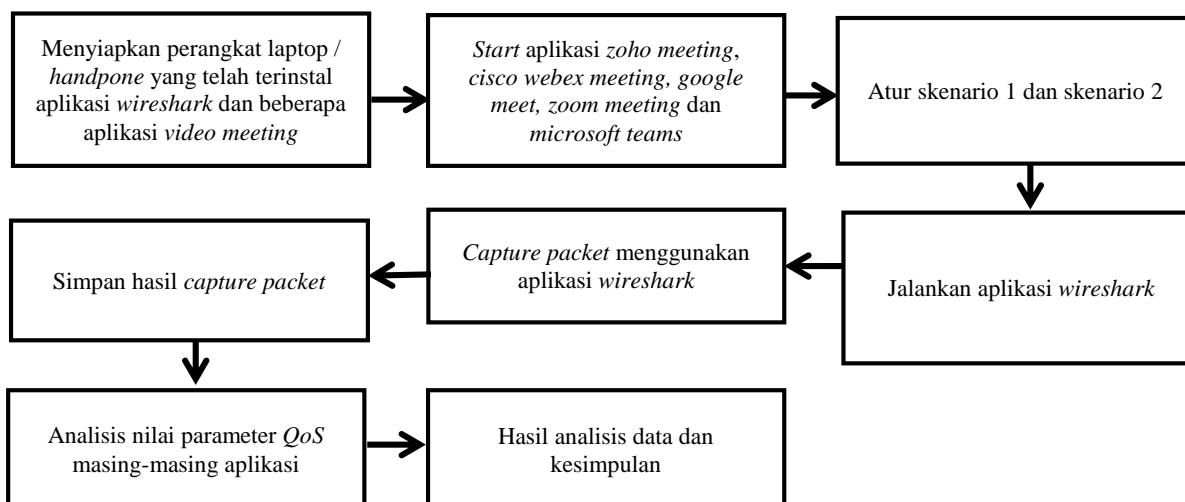 Menyiapkan perangkat laptop /
handpone yang telah terinstal
aplikasi wireshark dan beberapa
aplikasi video meeting
Start aplikasi zoho meeting,
cisco webex meeting, google
meet, zoom meeting dan
microsoft teams
Atur skenario 1 dan skenario 2
Jalankan aplikasi wireshark
Capture packet menggunakan
aplikasi wireshark
Simpan hasil capture packet
Analisis nilai parameter QoS
masing-masing aplikasi
Hasil analisis data dan
kesimpulan